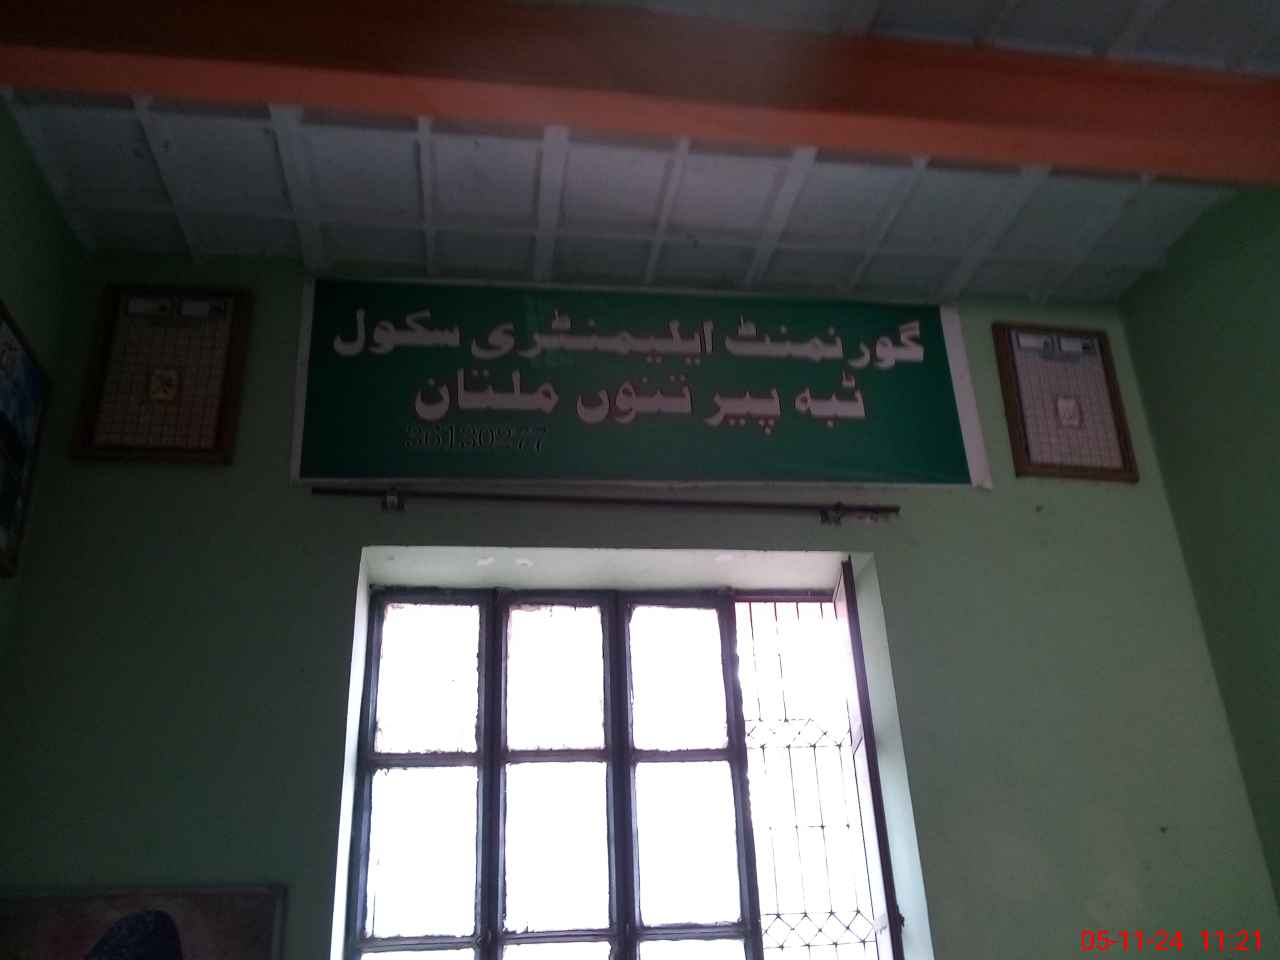 گورنمنٹ ایلیمنٹری سکول
ٹبہ پیر تنوں ملتان
36130277
05-11-24 11:21